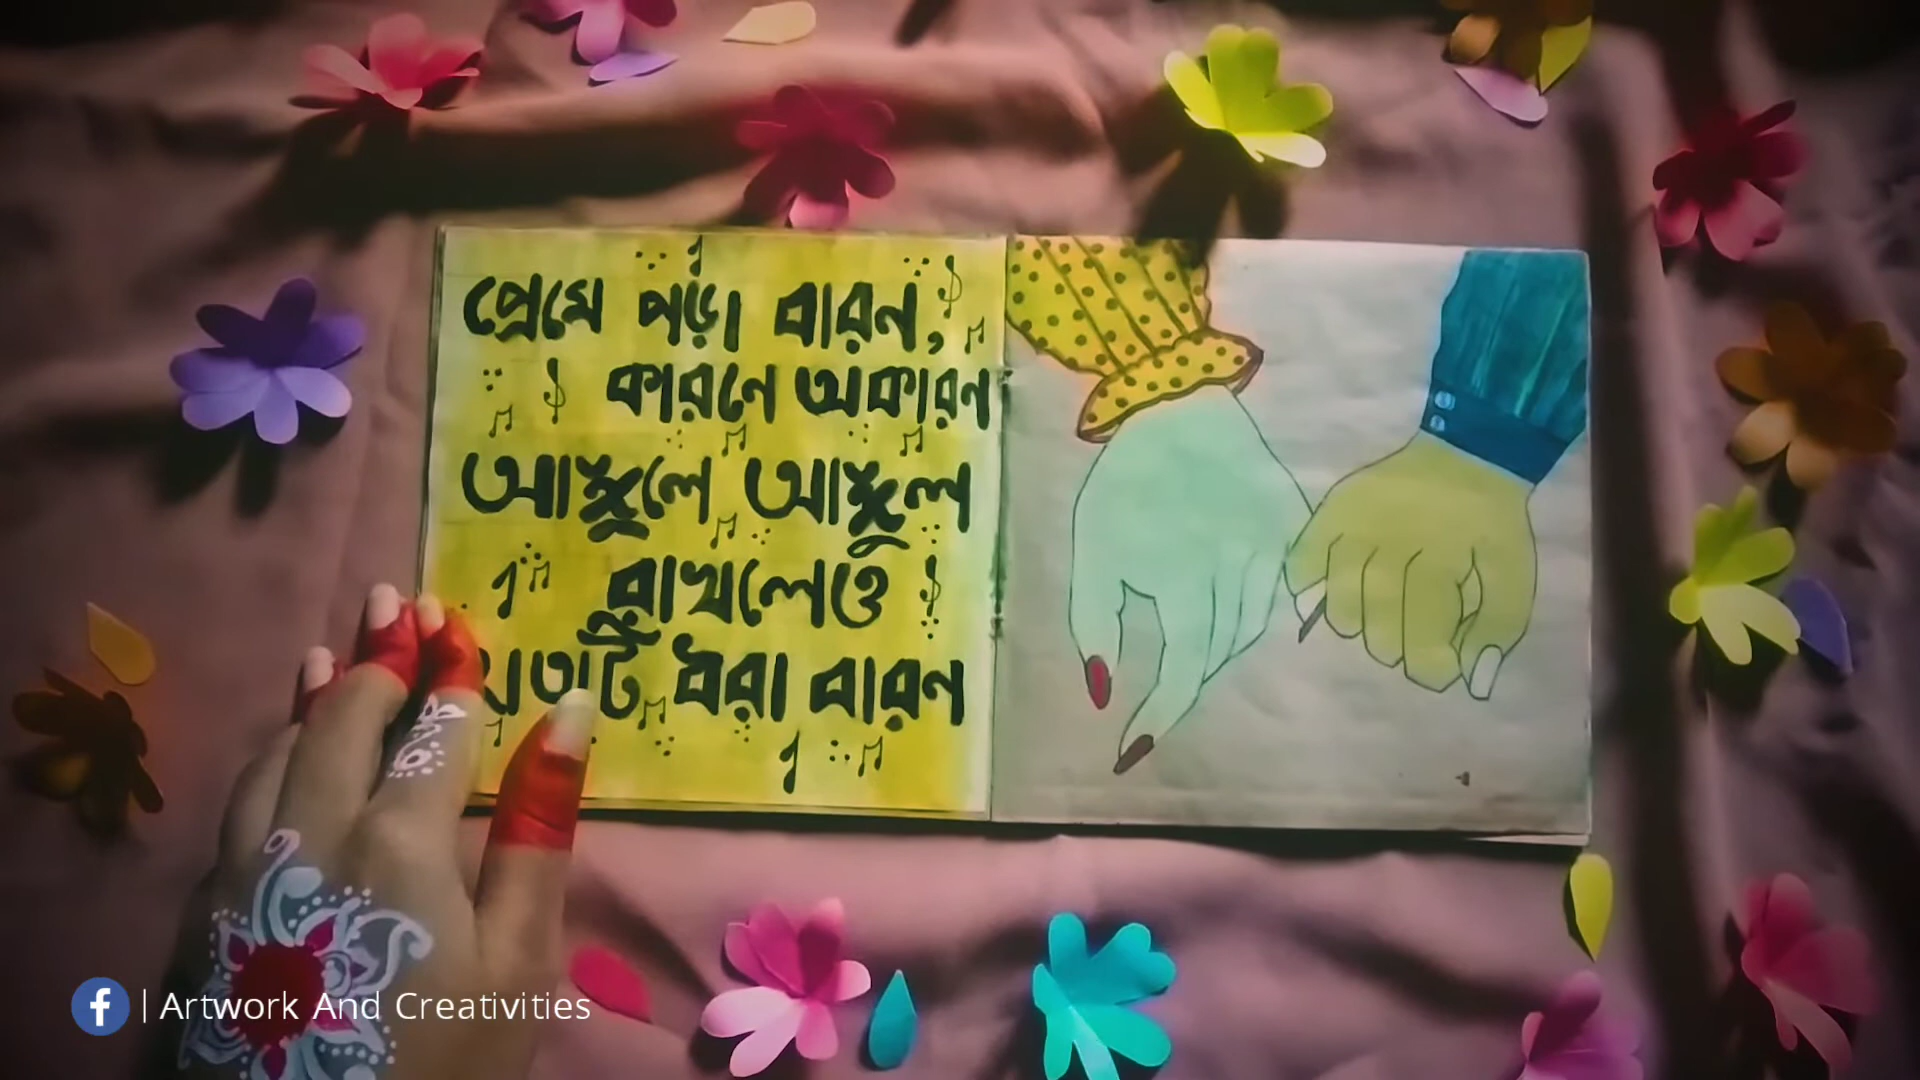 প্রেমে পড়া বারন,
কারনে অকারন
আঙ্গুলে আঙ্গুল
রাখলেও
ধরা বারন
| Artwork And Creativities